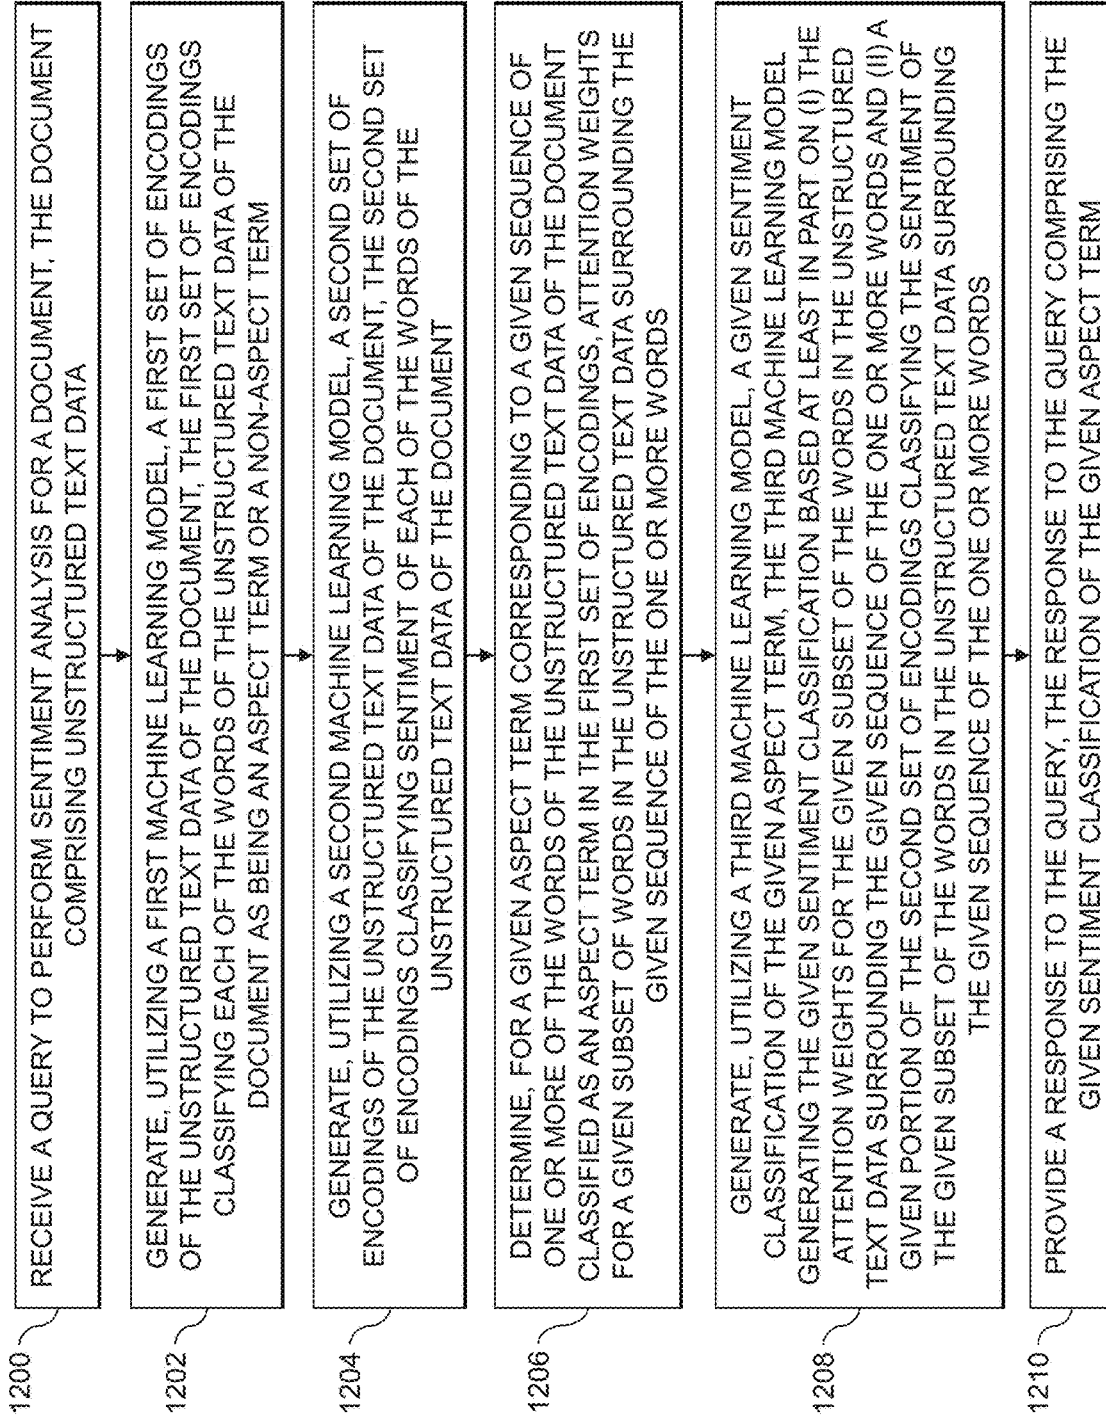 1200
RECEIVE A QUERY TO PERFORM SENTIMENT ANALYSIS FOR A DOCUMENT, THE DOCUMENT
COMPRISING UNSTRUCTURED TEXT DATA
1202
GENERATE, UTILIZING A FIRST MACHINE LEARNING MODEL, A FIRST SET OF ENCODINGS
OF THE UNSTRUCTURED TEXT DATA OF THE DOCUMENT, THE FIRST SET OF ENCODINGS
CLASSIFYING EACH OF THE WORDS OF THE UNSTRUCTURED TEXT DATA OF THE
DOCUMENT AS BEING AN ASPECT TERM OR A NON-ASPECT TERM
1204
GENERATE, UTILIZING A SECOND MACHINE LEARNING MODEL, A SECOND SET OF
ENCODINGS OF THE UNSTRUCTURED TEXT DATA OF THE DOCUMENT, THE SECOND SET
OF ENCODINGS CLASSIFYING SENTIMENT OF EACH OF THE WORDS OF THE
UNSTRUCTURED TEXT DATA OF THE DOCUMENT
1206
DETERMINE, FOR A GIVEN ASPECT TERM CORRESPONDING TO A GIVEN SEQUENCE OF
ONE OR MORE OF THE WORDS OF THE UNSTRUCTURED TEXT DATA OF THE DOCUMENT
CLASSIFIED AS AN ASPECT TERM IN THE FIRST SET OF ENCODINGS, ATTENTION WEIGHTS
FOR A GIVEN SUBSET OF WORDS IN THE UNSTRUCTURED TEXT DATA SURROUNDING THE
GIVEN SEQUENCE OF THE ONE OR MORE WORDS
1208
GENERATE, UTILIZING A THIRD MACHINE LEARNING MODEL, A GIVEN SENTIMENT
CLASSIFICATION OF THE GIVEN ASPECT TERM, THE THIRD MACHINE LEARNING MODEL
GENERATING THE GIVEN SENTIMENT CLASSIFICATION BASED AT LEAST IN PART ON (I) THE
ATTENTION WEIGHTS FOR THE GIVEN SUBSET OF THE WORDS IN THE UNSTRUCTURED
TEXT DATA SURROUNDING THE GIVEN SEQUENCE OF THE ONE OR MORE WORDS AND (II) A
GIVEN PORTION OF THE SECOND SET OF ENCODINGS CLASSIFYING THE SENTIMENT OF
THE GIVEN SUBSET OF THE WORDS IN THE UNSTRUCTURED TEXT DATA SURROUNDING
THE GIVEN SEQUENCE OF THE ONE OR MORE WORDS
1210
PROVIDE A RESPONSE TO THE QUERY, THE RESPONSE TO THE QUERY COMPRISING THE
GIVEN SENTIMENT CLASSIFICATION OF THE GIVEN ASPECT TERM